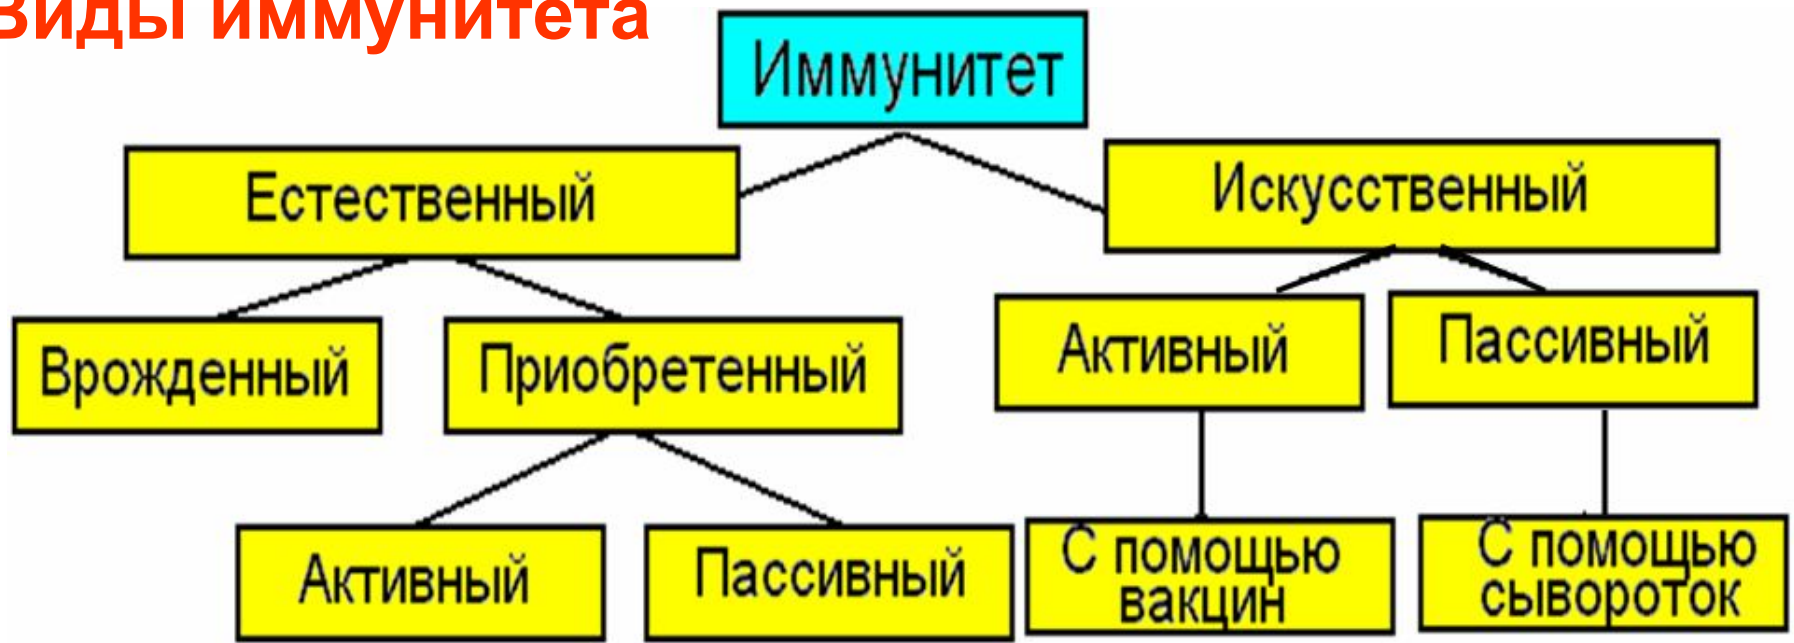 Виды иммунитета
Иммунитет
Естественный
Искусственный
Врожденный
Приобретенный
Активный
Пассивный
Активный
Пассивный
С помощью
вакцин
С помощью
сывороток